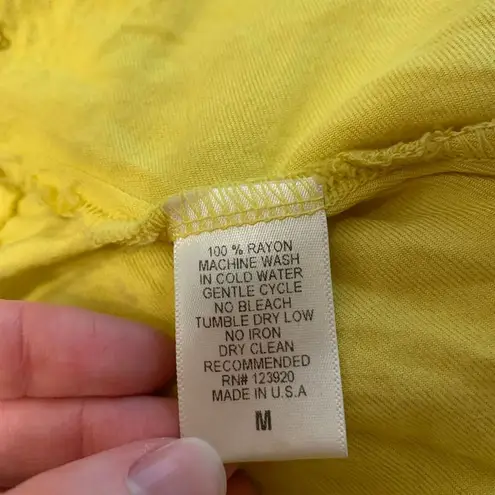 100 % RAYON
MACHINE WASH
IN COLD WATER
GENTLE CYCLE
NO BLEACH
TUMBLE DRY LOW
NO IRON
DRY CLEAN
RECOMMENDED
RN# 123920
MADE IN U.S.A
M